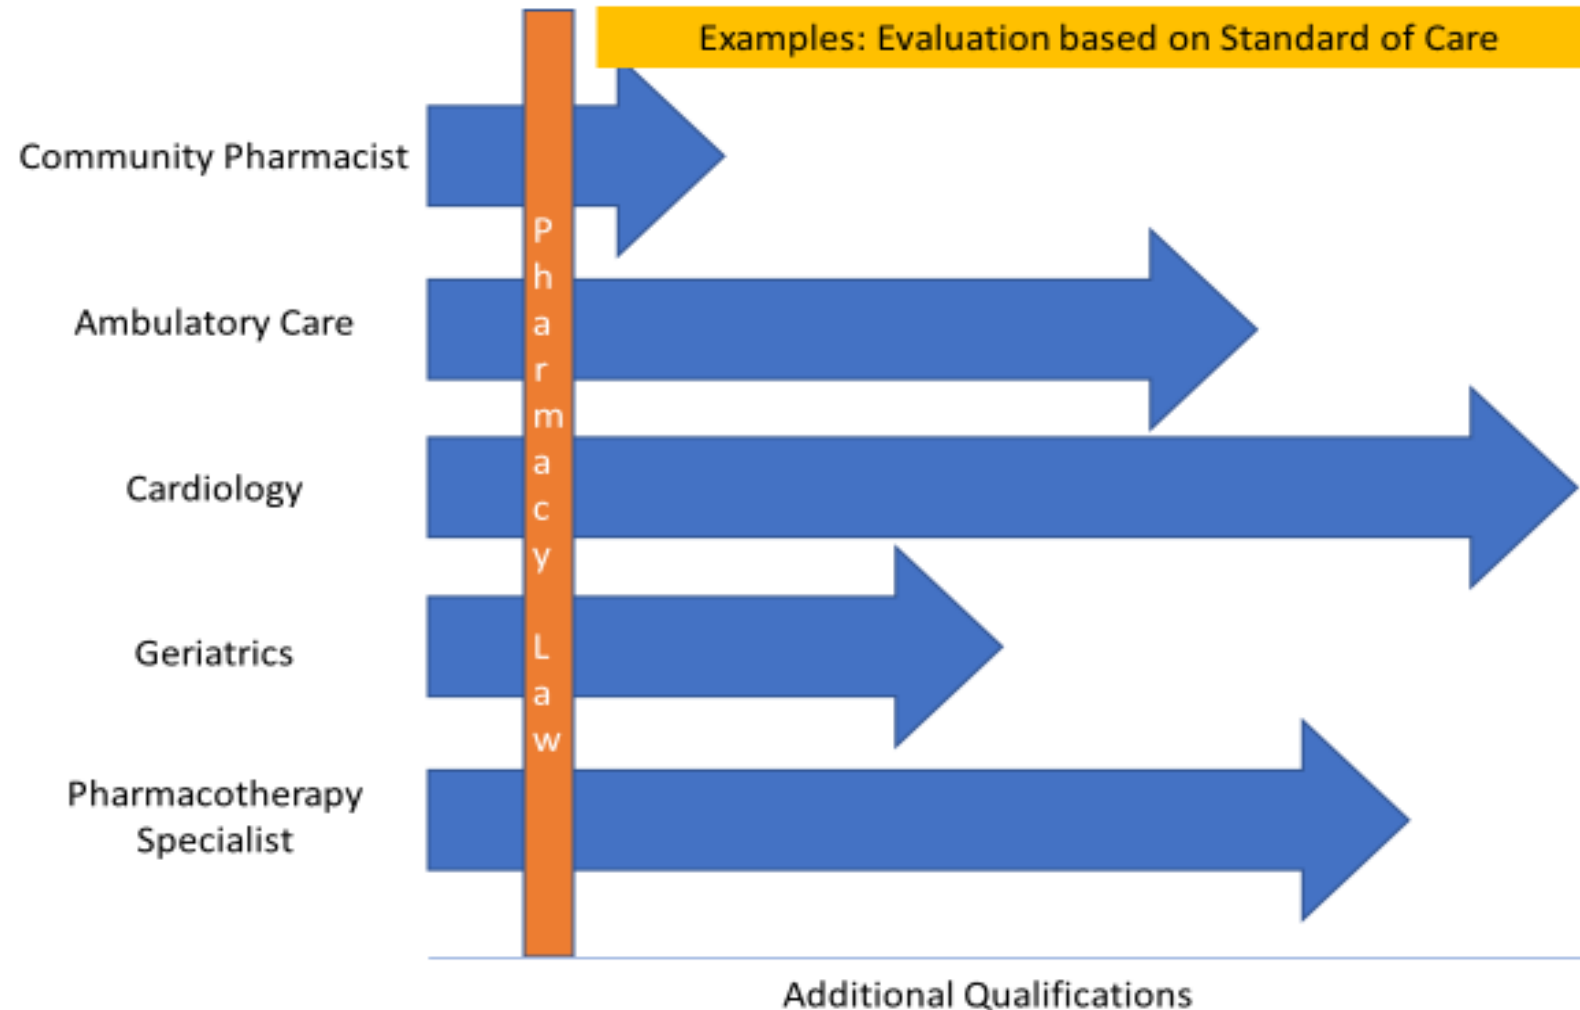 Examples: Evaluation based on Standard of Care
Community Pharmacist
Ambulatory Care
Cardiology
Geriatrics
Pharmacotherapy
Specialist
Pharmacy Law
Additional Qualifications